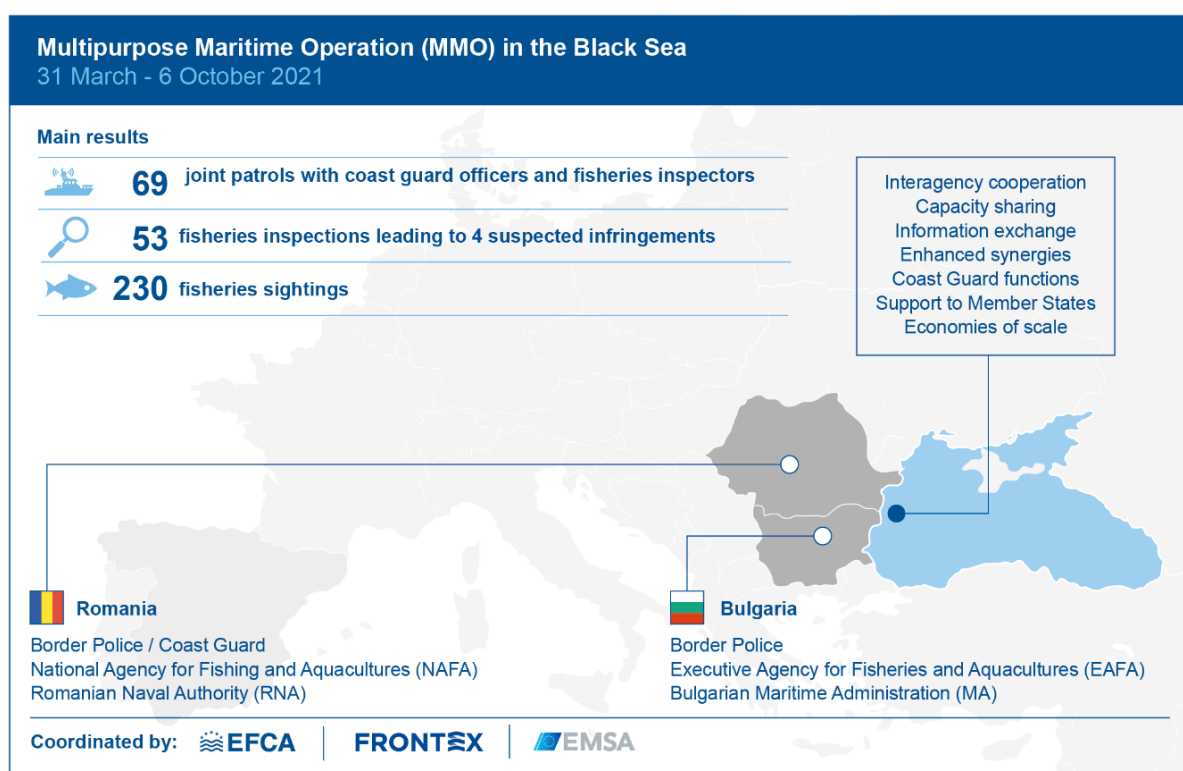 Multipurpose Maritime Operation (MMO) in the Black Sea
31 March - 6 October 2021
Main results
69 joint patrols with coast guard officers and fisheries inspectors
53 fisheries inspections leading to 4 suspected infringements
230 fisheries sightings
Interagency cooperation
Capacity sharing
Information exchange
Enhanced synergies
Coast Guard functions
Support to Member States
Economies of scale
Romania
Border Police / Coast Guard
National Agency for Fishing and Aquacultures (NAFA)
Romanian Naval Authority (RNA)
Bulgaria
Border Police
Executive Agency for Fisheries and Aquacultures (EAFA)
Bulgarian Maritime Administration (MA)
Coordinated by: EFCA FRONTEX EMSA